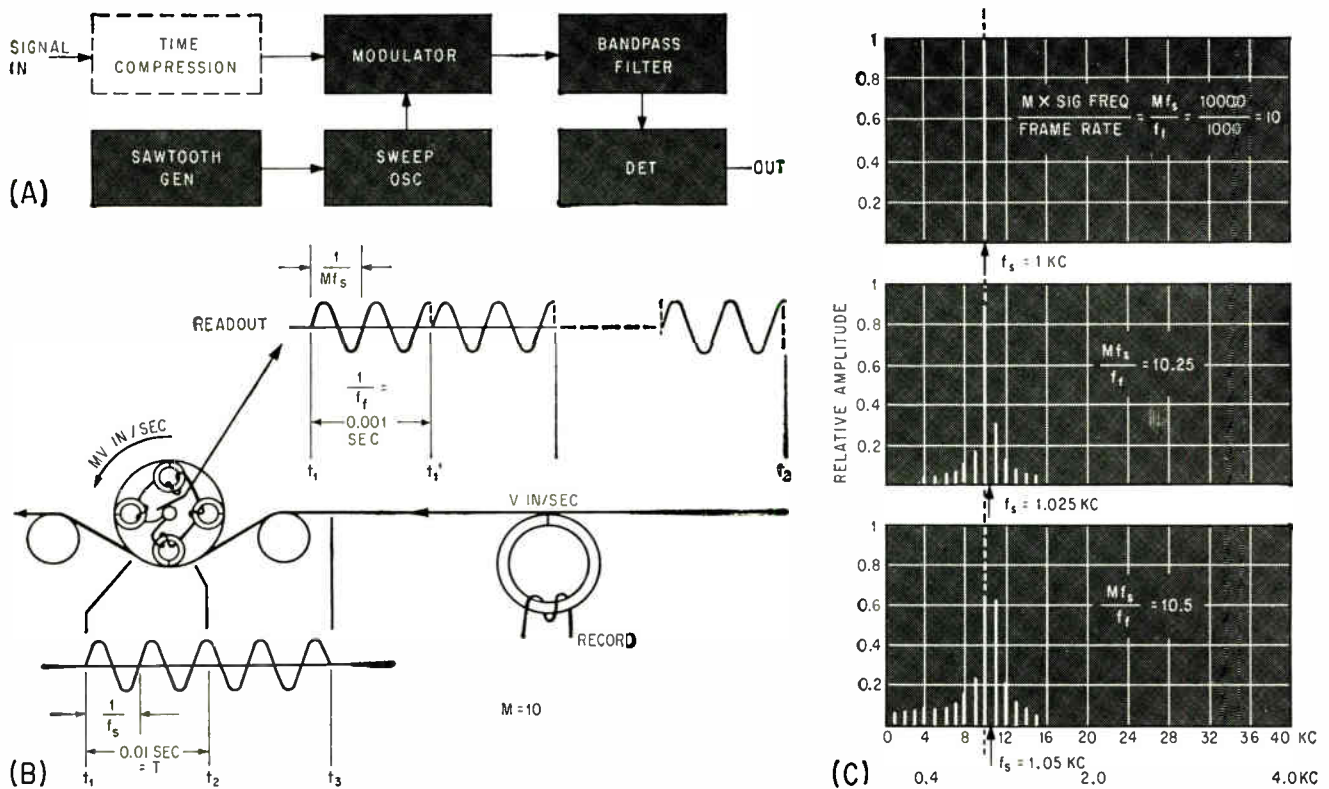 (A)
SIGNAL IN
TIME COMPRESSION
MODULATOR
BANDPASS FILTER
SAWTOOTH GEN
SWEEP OSC
DET
OUT
(B)
READOUT
1/Mfs
1/ff =
0.001 SEC
t1
t1'
t2
MV IN/SEC
V IN/SEC
RECORD
M = 10
1/fs
0.01 SEC = T
t1
t2
t3
(C)
RELATIVE AMPLITUDE
1
0.8
0.6
0.4
0.2
M × SIG FREQ / FRAME RATE = Mfs / ff = 10000 / 1000 = 10
fs = 1 KC
1
0.8
0.6
0.4
0.2
Mfs / ff = 10.25
fs = 1.025 KC
1
0.8
0.6
0.4
0.2
Mfs / ff = 10.5
0 4 8 12 16 20 24 28 32 36 40 KC
fs = 1.05 KC
0.4 2.0 4.0 KC